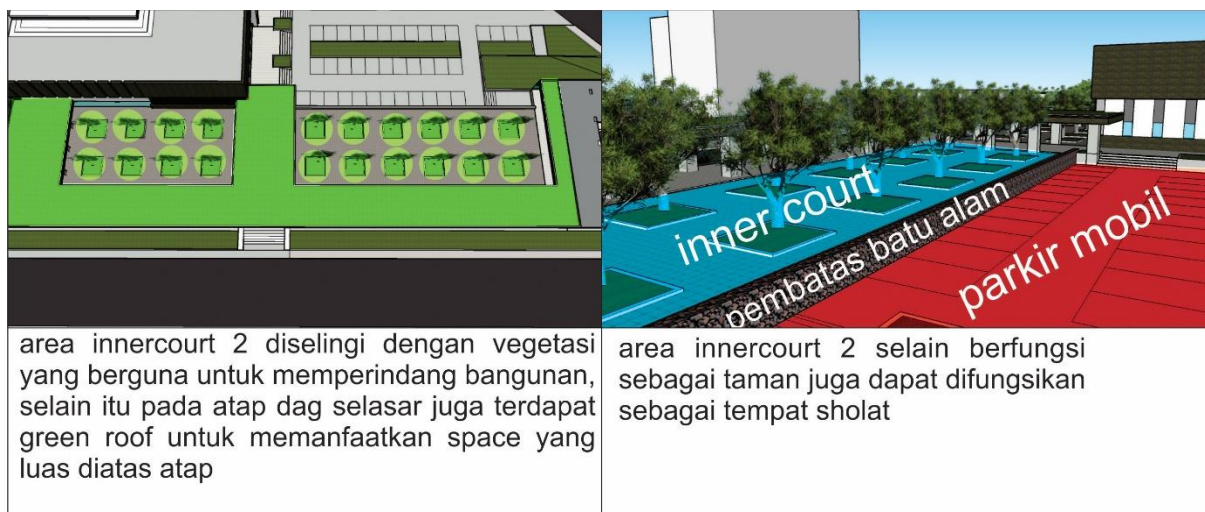 inner court
pembatas batu alam
parkir mobil
area innercourt 2 diselingi dengan vegetasi
yang berguna untuk memperindang bangunan,
selain itu pada atap dag selasar juga terdapat
green roof untuk memanfaatkan space yang
luas diatas atap
area innercourt 2 selain berfungsi
sebagai taman juga dapat difungsikan
sebagai tempat sholat